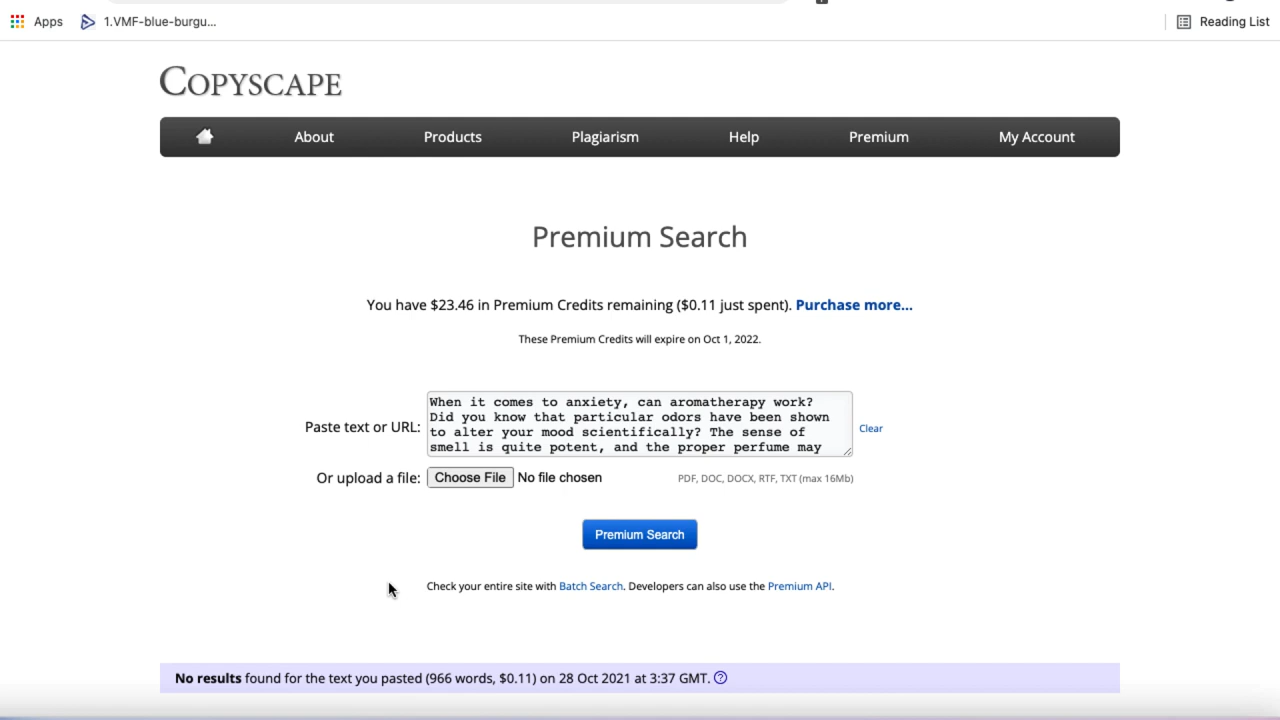 Apps 1.VMF-blue-burgu... Reading List
COPYSCAPE
About Products Plagiarism Help Premium My Account
Premium Search
You have $23.46 in Premium Credits remaining ($0.11 just spent). Purchase more...
These Premium Credits will expire on Oct 1, 2022.
When it comes to anxiety, can aromatherapy work?
Did you know that particular odors have been shown
Paste text or URL: to alter your mood scientifically? The sense of Clear
smell is quite potent, and the proper perfume may
Or upload a file: Choose File No file chosen PDF, DOC, DOCX, RTF, TXT (max 16Mb)
Premium Search
Check your entire site with Batch Search. Developers can also use the Premium API.
No results found for the text you pasted (966 words, $0.11) on 28 Oct 2021 at 3:37 GMT. ?